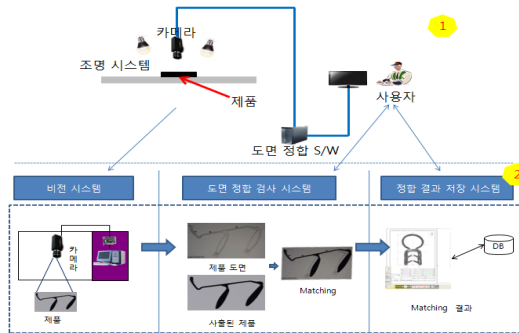 카메라
1
조명 시스템
제품
사용자
도면 정합 S/W
2
비전 시스템
도면 정합 검사 시스템
정합 결과 저장 시스템
카메라
제품
제품 도면
사출된 제품
Matching
Matching 결과
DB